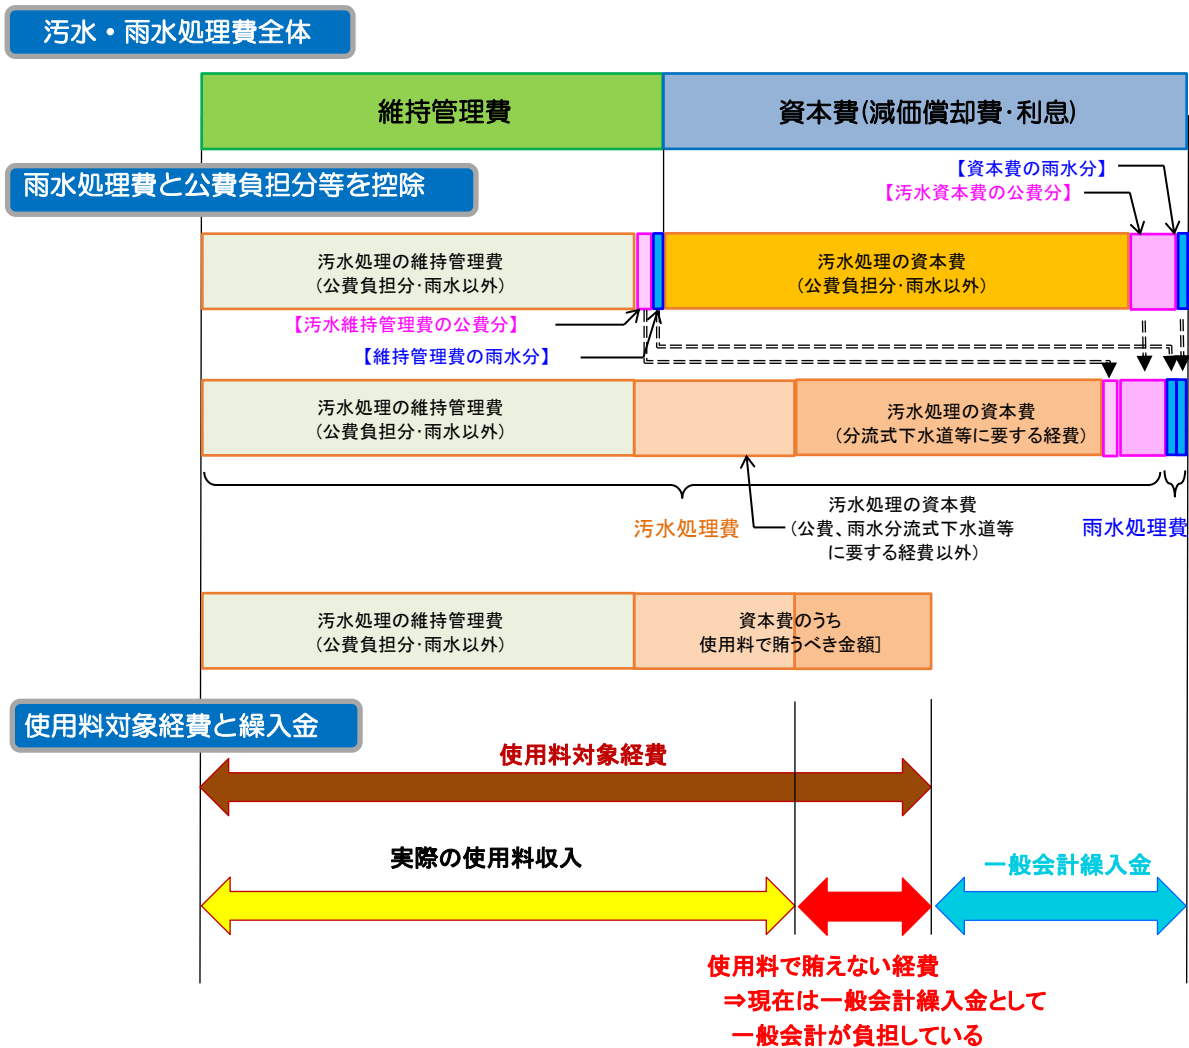 汚水・雨水処理費全体
維持管理費
資本費(減価償却費・利息)
雨水処理費と公費負担分等を控除
【資本費の雨水分】
【汚水資本費の公費分】
汚水処理の維持管理費
(公費負担分・雨水以外)
汚水処理の資本費
(公費負担分・雨水以外)
【汚水維持管理費の公費分】
【維持管理費の雨水分】
汚水処理の維持管理費
(公費負担分・雨水以外)
汚水処理の資本費
(分流式下水道等に要する経費)
汚水処理費
汚水処理の資本費
(公費、雨水分流式下水道等
に要する経費以外)
雨水処理費
汚水処理の維持管理費
(公費負担分・雨水以外)
資本費のうち
使用料で賄うべき金額]
使用料対象経費と繰入金
使用料対象経費
実際の使用料収入
一般会計繰入金
使用料で賄えない経費
⇒現在は一般会計繰入金として
一般会計が負担している